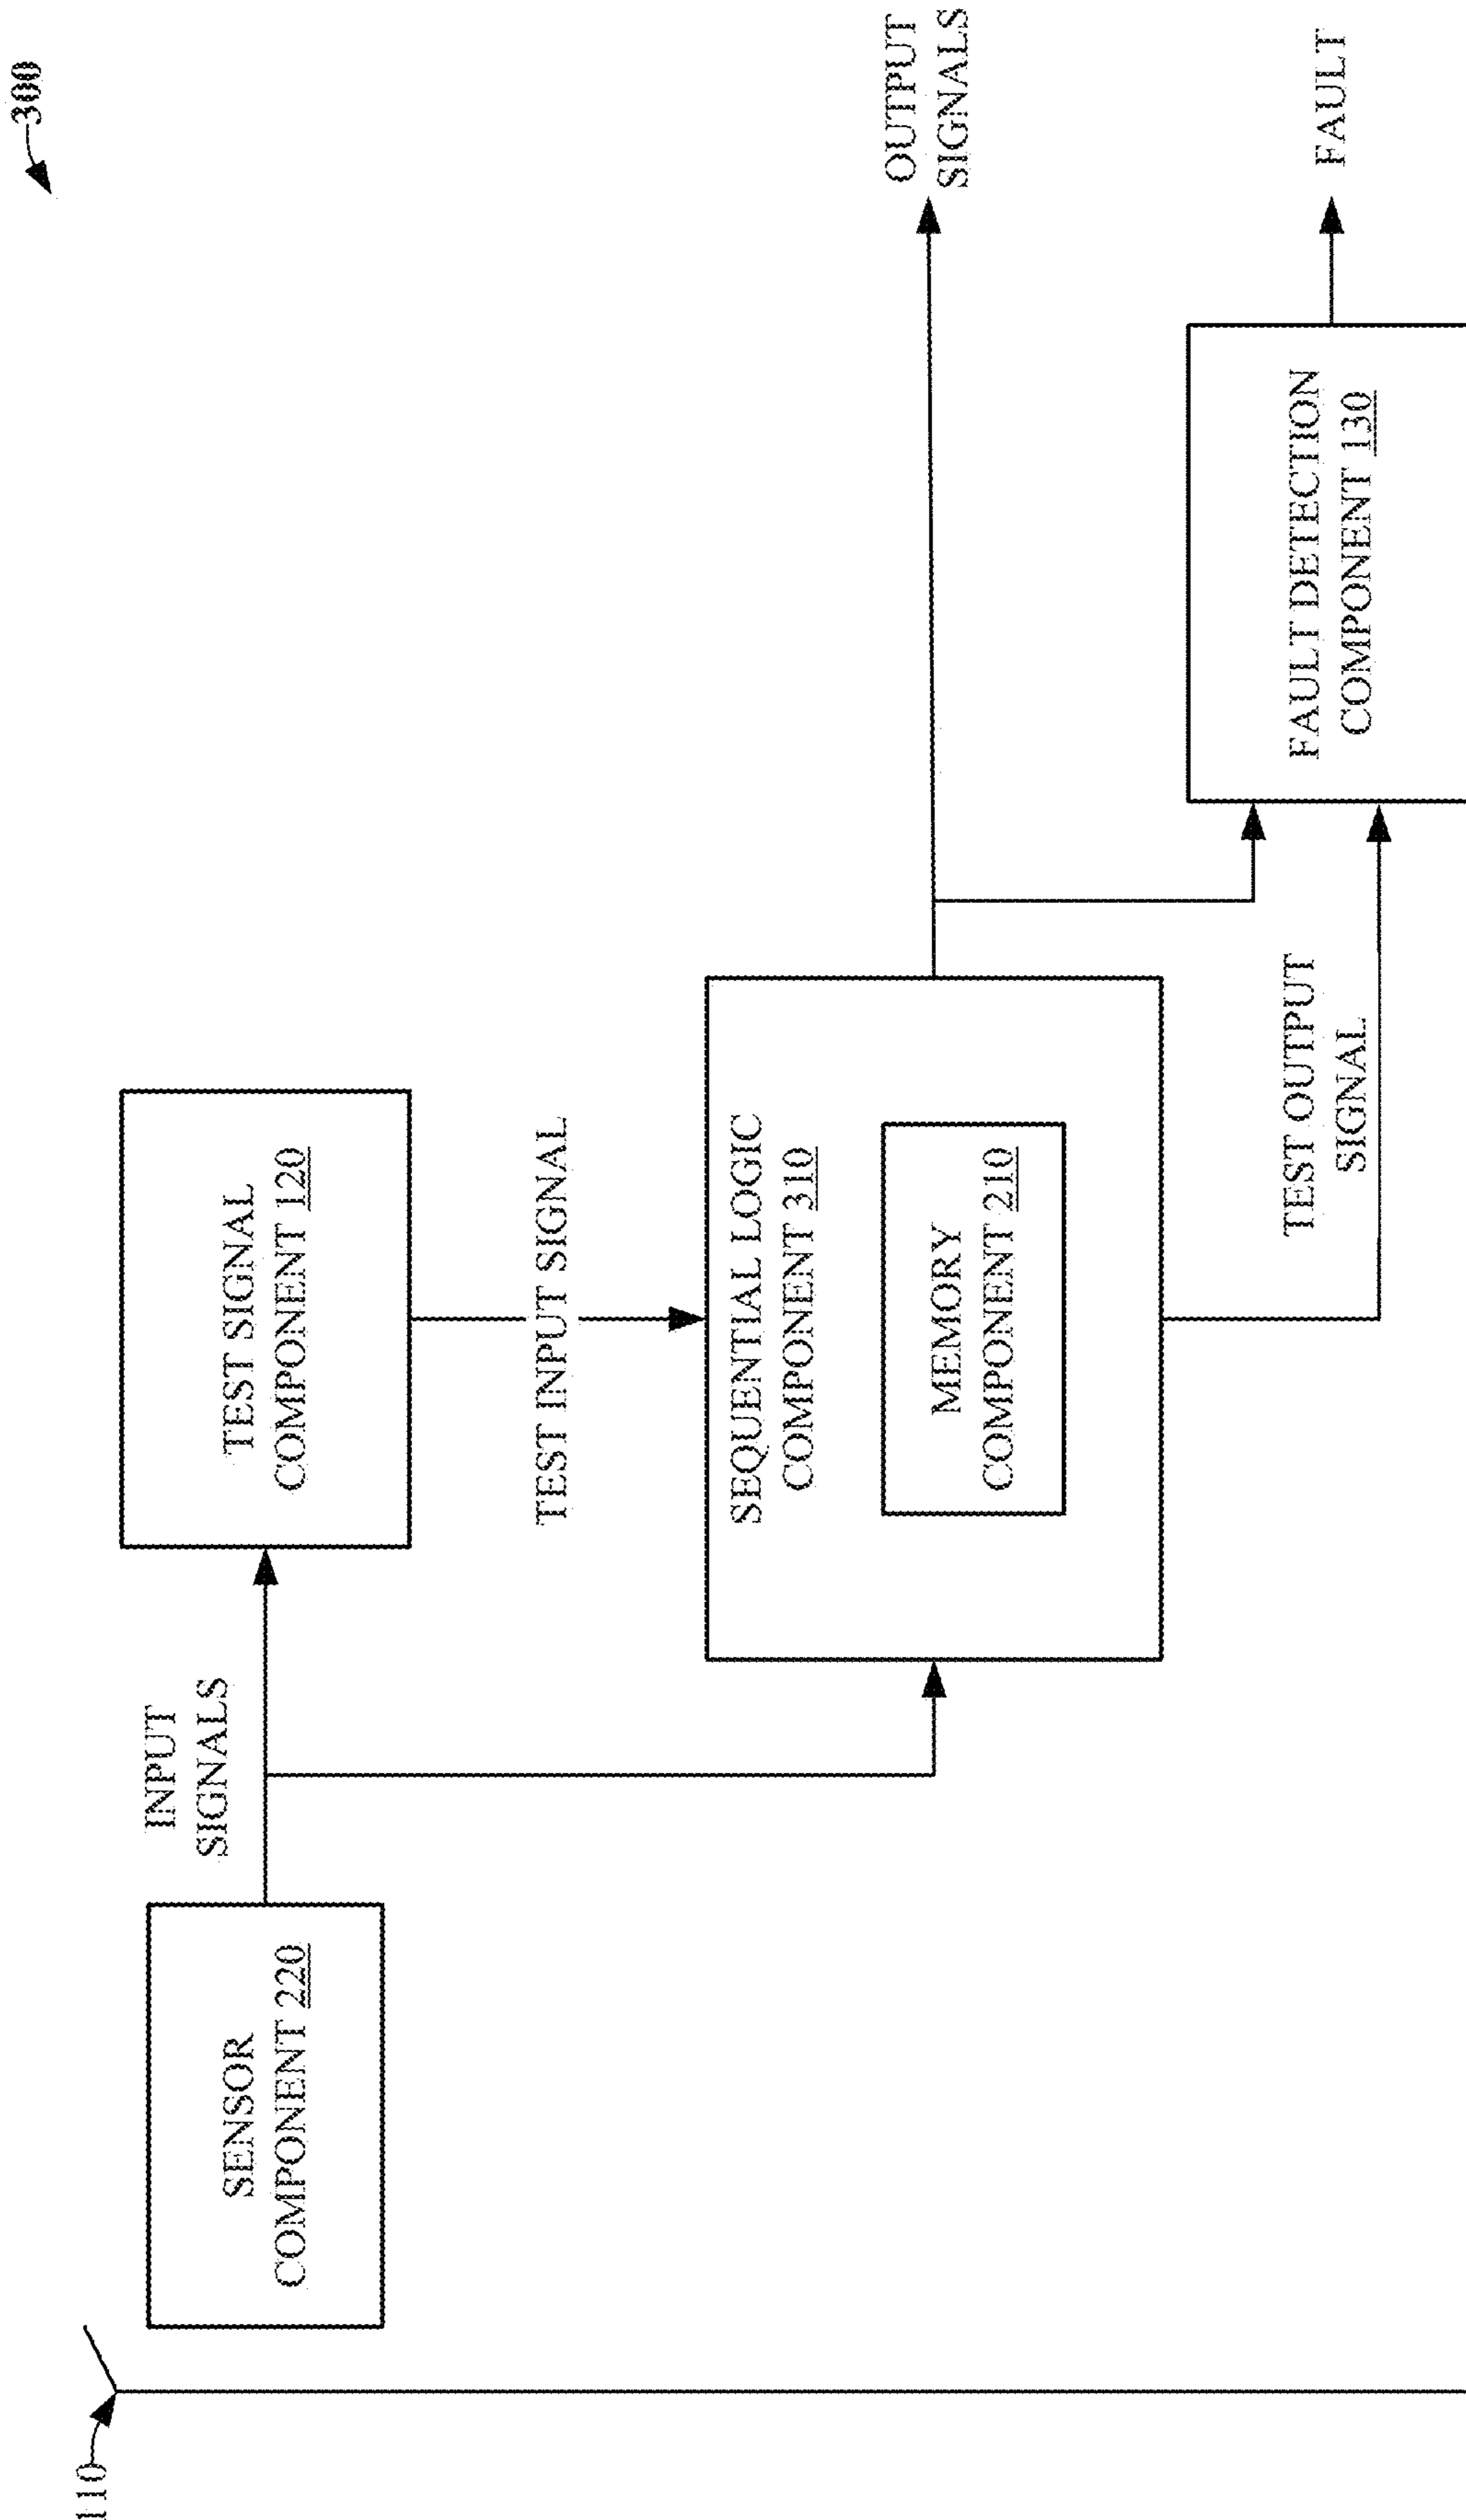 300
110
SENSOR
COMPONENT 220
INPUT
SIGNALS
TEST SIGNAL
COMPONENT 120
TEST INPUT SIGNAL
SEQUENTIAL LOGIC
COMPONENT 310
MEMORY
COMPONENT 210
OUTPUT
SIGNALS
TEST OUTPUT
SIGNAL
FAULT DETECTION
COMPONENT 130
FAULT